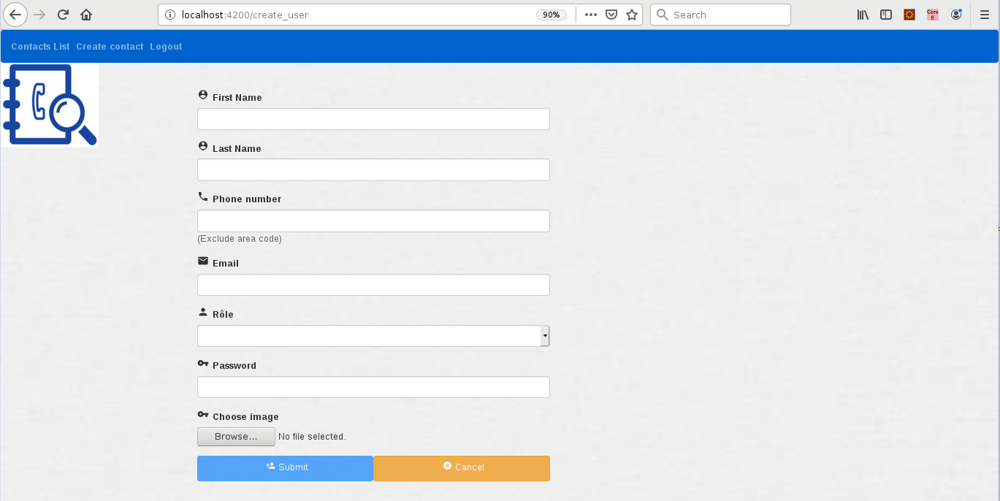 localhost:4200/create_user 90% Search Cors E
Contacts List Create contact Logout
First Name
Last Name
Phone number
(Exclude area code)
Email
Rôle
Password
Choose image
Browse... No file selected.
Submit Cancel